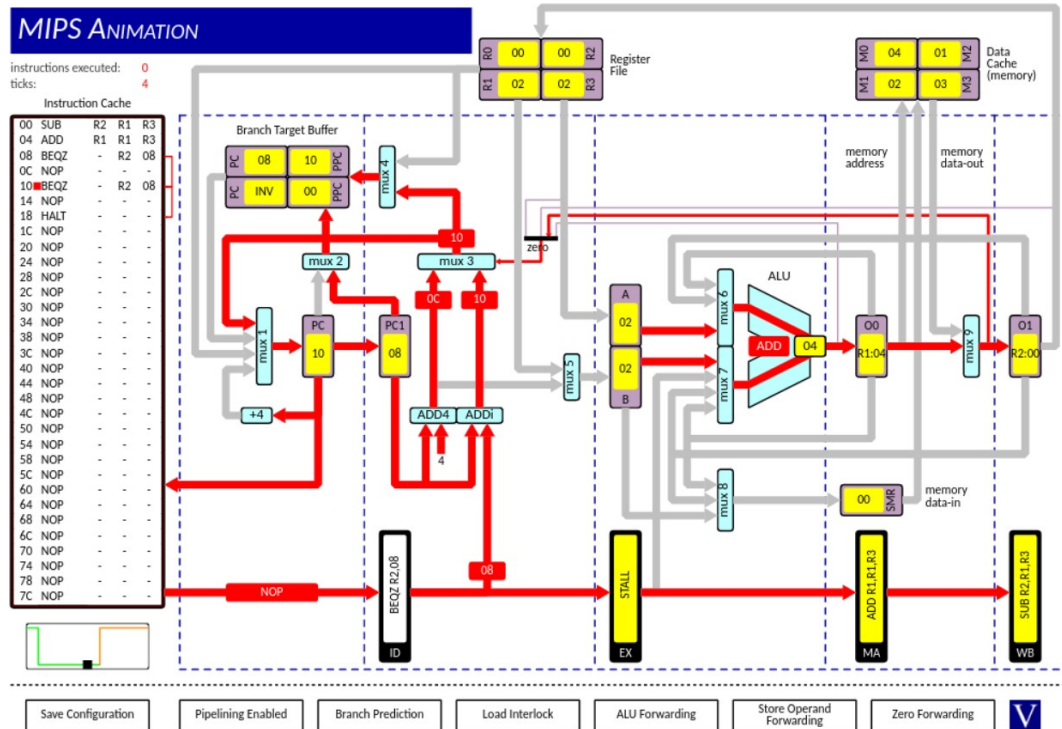 MIPS ANIMATION
instructions executed: 0
ticks: 4
Instruction Cache
00 SUB R2 R1 R3
04 ADD R1 R1 R3
08 BEQZ - R2 08
0C NOP - - -
10 BEQZ - R2 08
14 NOP - - -
18 HALT - - -
1C NOP - - -
20 NOP - - -
24 NOP - - -
28 NOP - - -
2C NOP - - -
30 NOP - - -
34 NOP - - -
38 NOP - - -
3C NOP - - -
40 NOP - - -
44 NOP - - -
48 NOP - - -
4C NOP - - -
50 NOP - - -
54 NOP - - -
58 NOP - - -
5C NOP - - -
60 NOP - - -
64 NOP - - -
68 NOP - - -
6C NOP - - -
70 NOP - - -
74 NOP - - -
78 NOP - - -
7C NOP - - -
R0 00 00 R2
R1 02 02 R3
Register
File
M0 04 01 M2
M1 02 03 M3
Data
Cache
(memory)
Branch Target Buffer
PC 08 10 PPC
PC INV 00 PPC
mux 4
memory
address
memory
data-out
10
zero
mux 2
mux 3
0C
10
mux 1
PC
10
PC1
08
+4
ADD4
ADDi
4
mux 5
A
02
02
B
mux 6
mux 7
ALU
ADD
04
O0
R1:04
mux 9
O1
R2:00
mux 8
00
SMR
memory
data-in
08
NOP
BEQZ R2,08
ID
STALL
EX
ADD R1,R1,R3
MA
SUB R2,R1,R3
WB
Save Configuration
Pipelining Enabled
Branch Prediction
Load Interlock
ALU Forwarding
Store Operand
Forwarding
Zero Forwarding
V